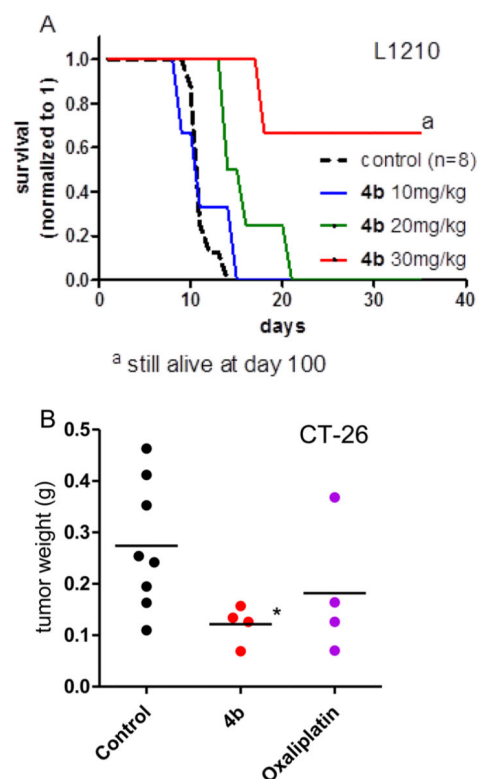 A
L1210
survival
(normalized to 1)
1.0
0.8
0.6
0.4
0.2
0.0
a
control (n=8)
4b 10mg/kg
4b 20mg/kg
4b 30mg/kg
0
10
20
30
40
days
a still alive at day 100
B
CT-26
tumor weight (g)
0.5
0.4
0.3
0.2
0.1
0.0
*
Control
4b
Oxaliplatin